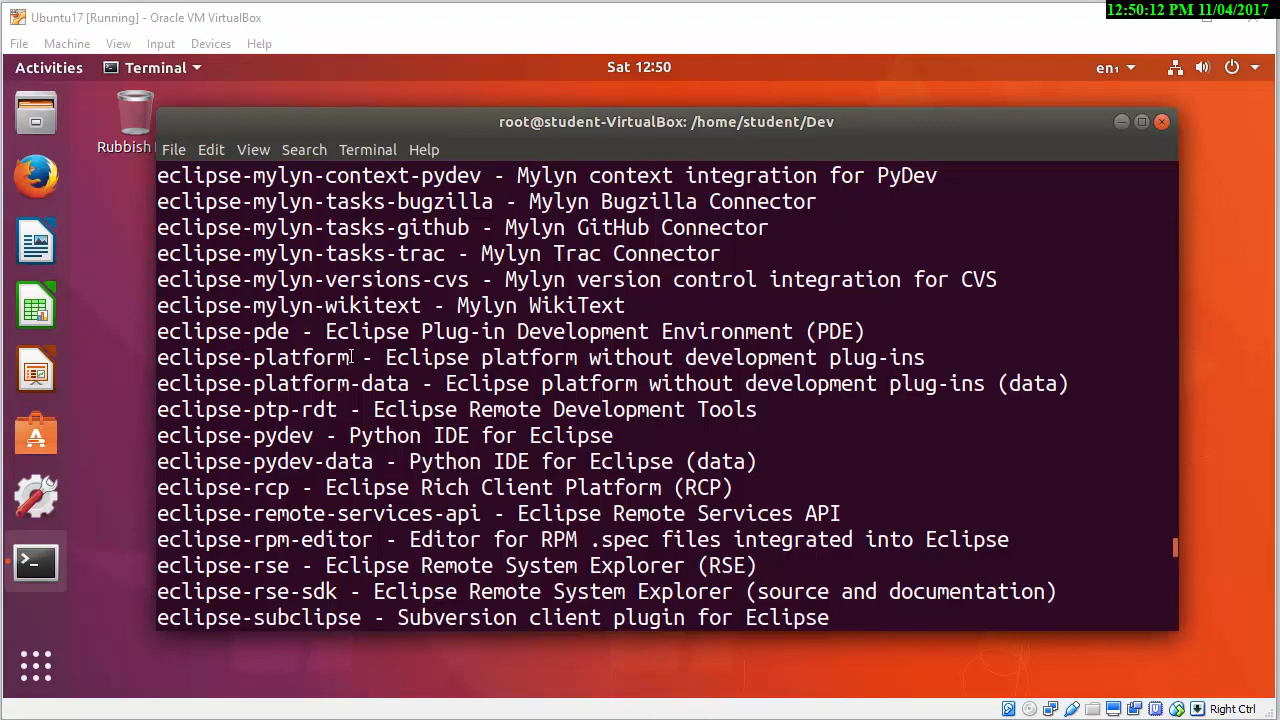 Ubuntu17 [Running] - Oracle VM VirtualBox
12:50:12 PM 11/04/2017
File Machine View Input Devices Help
Activities Terminal Sat 12:50 en₁
Rubbish
root@student-VirtualBox: /home/student/Dev
File Edit View Search Terminal Help
eclipse-mylyn-context-pydev - Mylyn context integration for PyDev
eclipse-mylyn-tasks-bugzilla - Mylyn Bugzilla Connector
eclipse-mylyn-tasks-github - Mylyn GitHub Connector
eclipse-mylyn-tasks-trac - Mylyn Trac Connector
eclipse-mylyn-versions-cvs - Mylyn version control integration for CVS
eclipse-mylyn-wikitext - Mylyn WikiText
eclipse-pde - Eclipse Plug-in Development Environment (PDE)
eclipse-platform - Eclipse platform without development plug-ins
eclipse-platform-data - Eclipse platform without development plug-ins (data)
eclipse-ptp-rdt - Eclipse Remote Development Tools
eclipse-pydev - Python IDE for Eclipse
eclipse-pydev-data - Python IDE for Eclipse (data)
eclipse-rcp - Eclipse Rich Client Platform (RCP)
eclipse-remote-services-api - Eclipse Remote Services API
eclipse-rpm-editor - Editor for RPM .spec files integrated into Eclipse
eclipse-rse - Eclipse Remote System Explorer (RSE)
eclipse-rse-sdk - Eclipse Remote System Explorer (source and documentation)
eclipse-subclipse - Subversion client plugin for Eclipse
Right Ctrl